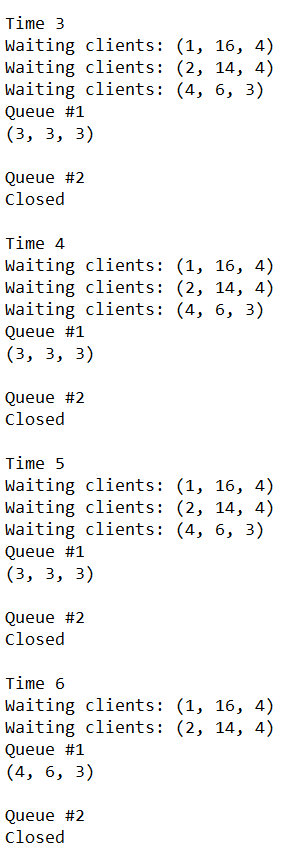 Time 3
Waiting clients: (1, 16, 4)
Waiting clients: (2, 14, 4)
Waiting clients: (4, 6, 3)
Queue #1
(3, 3, 3)

Queue #2
Closed

Time 4
Waiting clients: (1, 16, 4)
Waiting clients: (2, 14, 4)
Waiting clients: (4, 6, 3)
Queue #1
(3, 3, 3)

Queue #2
Closed

Time 5
Waiting clients: (1, 16, 4)
Waiting clients: (2, 14, 4)
Waiting clients: (4, 6, 3)
Queue #1
(3, 3, 3)

Queue #2
Closed

Time 6
Waiting clients: (1, 16, 4)
Waiting clients: (2, 14, 4)
Queue #1
(4, 6, 3)

Queue #2
Closed